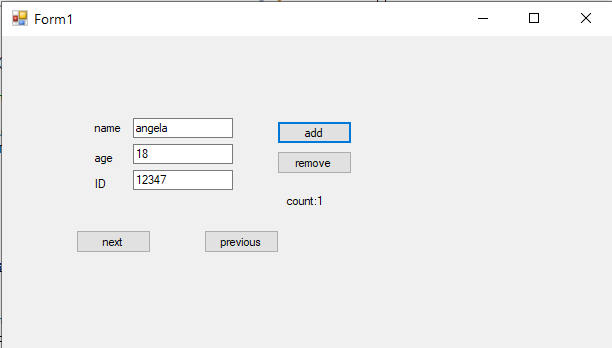 Form1
name angela add
age 18 remove
ID 12347
count:1
next previous